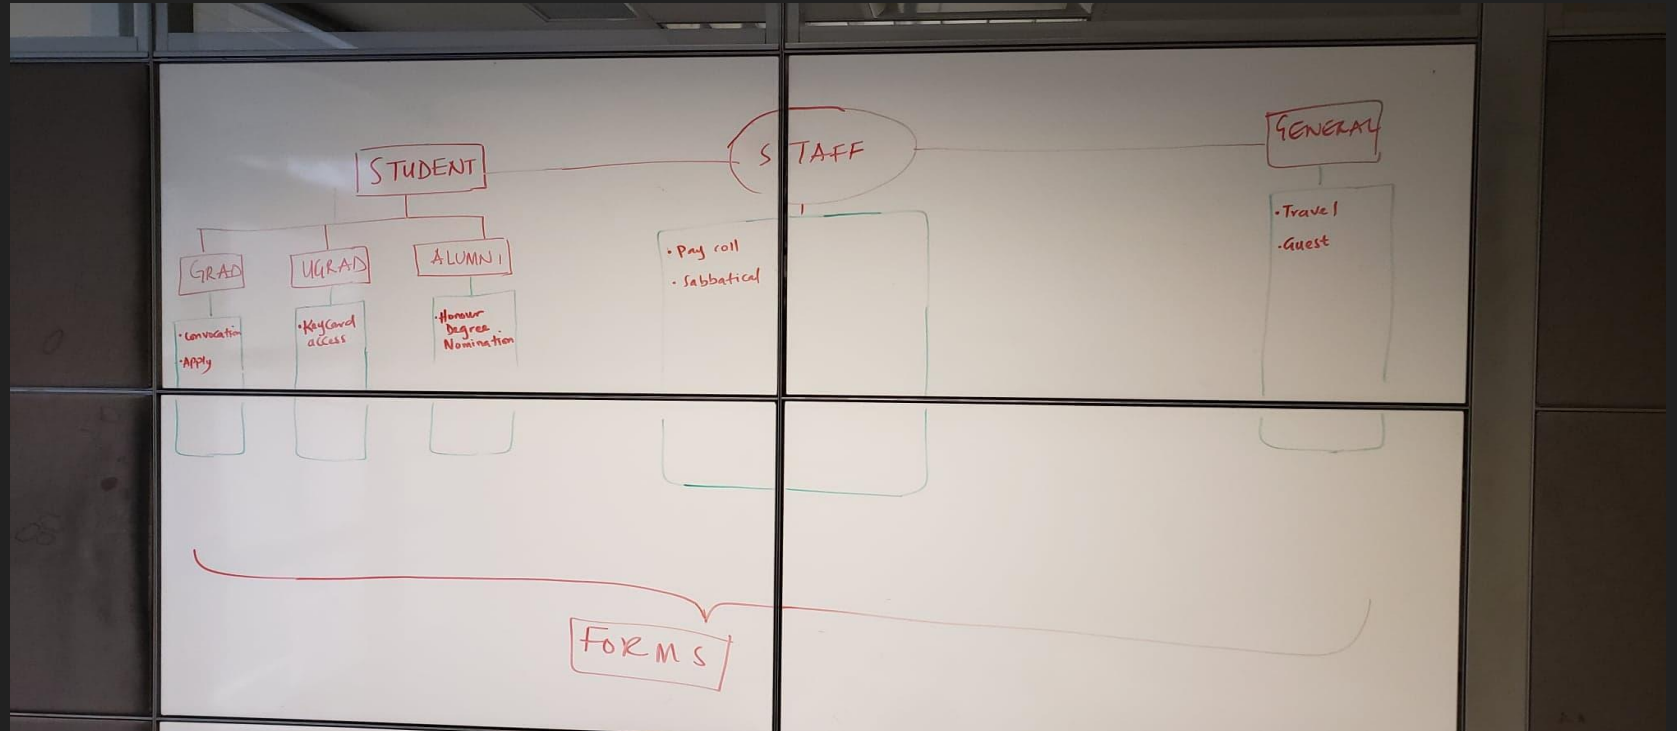 STUDENT
STAFF
GENERAL
GRAD
UGRAD
ALUMNI
• Convocation
• Apply
• Keycard
access
• Honour
Degree
Nomination
• Pay roll
• Sabbatical
• Travel
• Guest
FORMS